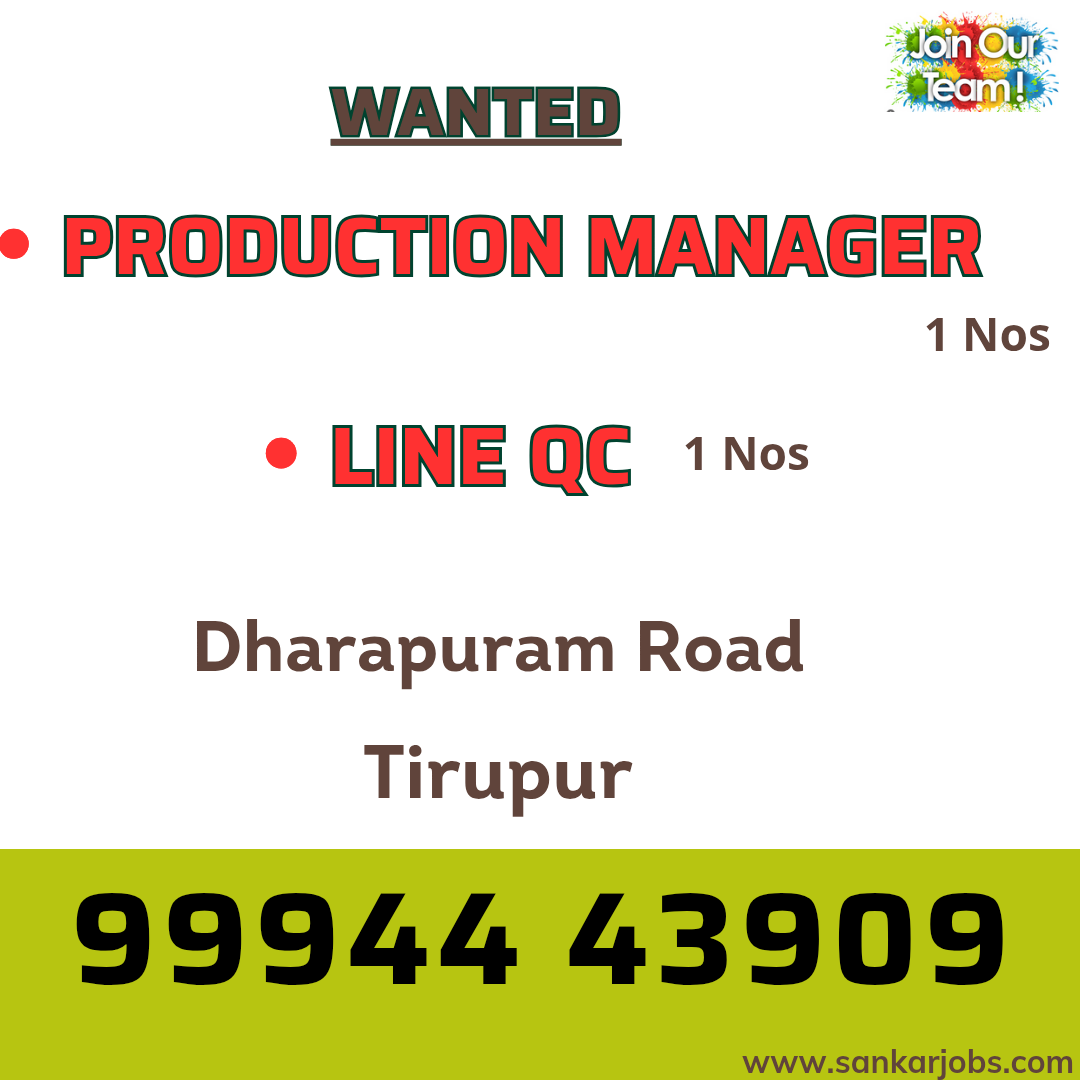 Join Our
Team !
WANTED
• PRODUCTION MANAGER
1 Nos
• LINE QC 1 Nos
Dharapuram Road
Tirupur
99944 43909
www.sankarjobs.com